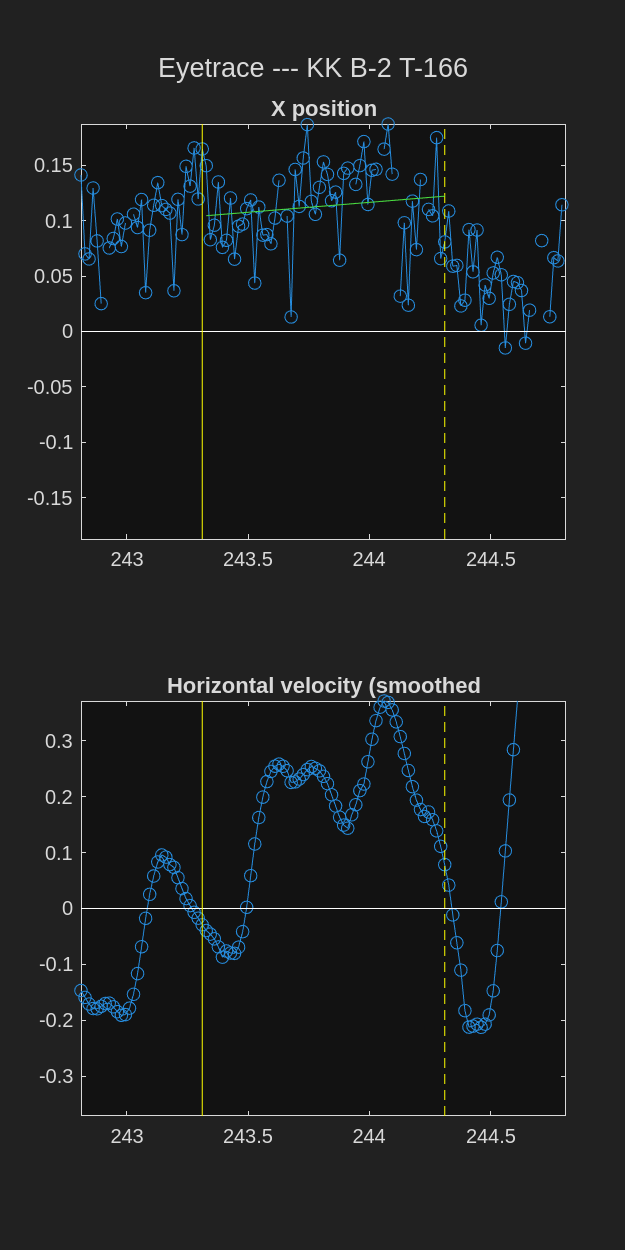 Eyetrace --- KK B-2 T-166
X position
0.15
0.1
0.05
0
-0.05
-0.1
-0.15
243 243.5 244 244.5
Horizontal velocity (smoothed
0.3
0.2
0.1
0
-0.1
-0.2
-0.3
243 243.5 244 244.5